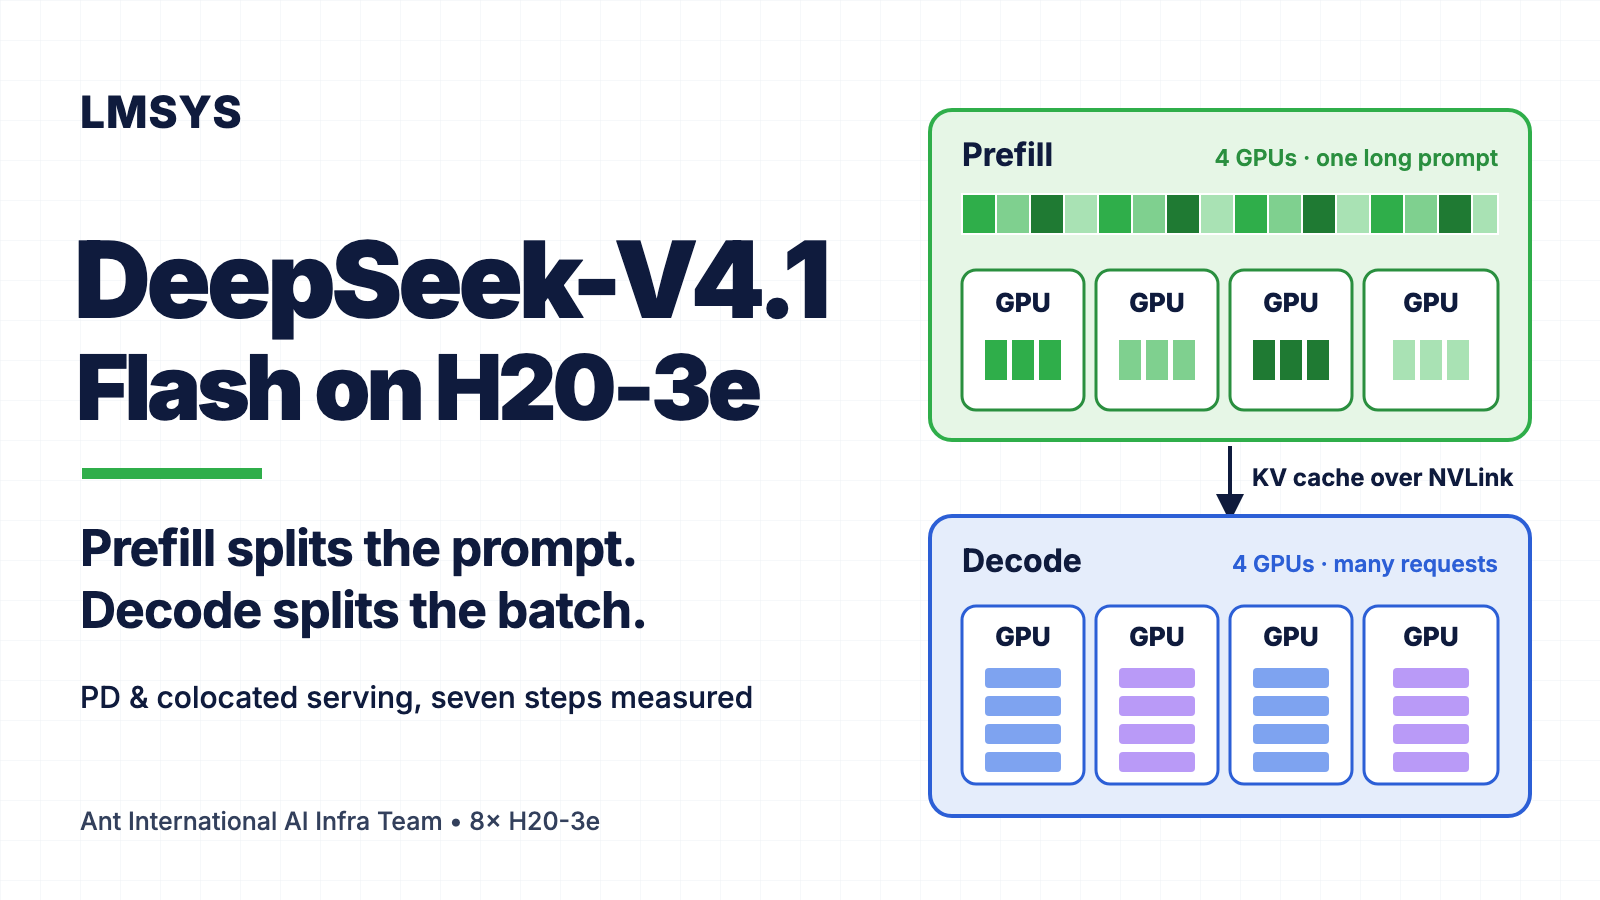 LMSYS
DeepSeek-V4.1
Flash on H20-3e
Prefill splits the prompt.
Decode splits the batch.
PD & colocated serving, seven steps measured
Ant International AI Infra Team • 8× H20-3e
Prefill
4 GPUs · one long prompt
GPU
GPU
GPU
GPU
KV cache over NVLink
Decode
4 GPUs · many requests
GPU
GPU
GPU
GPU